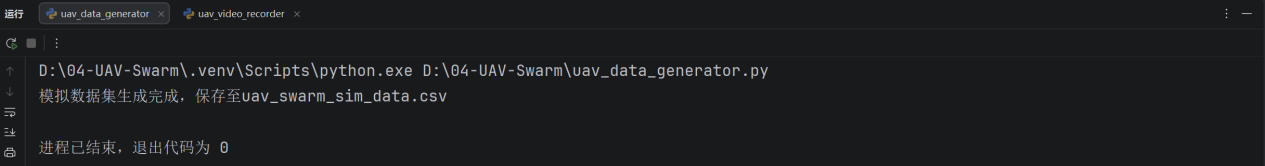 运行 uav_data_generator uav_video_recorder
D:\04-UAV-Swarm\.venv\Scripts\python.exe D:\04-UAV-Swarm\uav_data_generator.py
模拟数据集生成完成，保存至uav_swarm_sim_data.csv
进程已结束，退出代码为 0